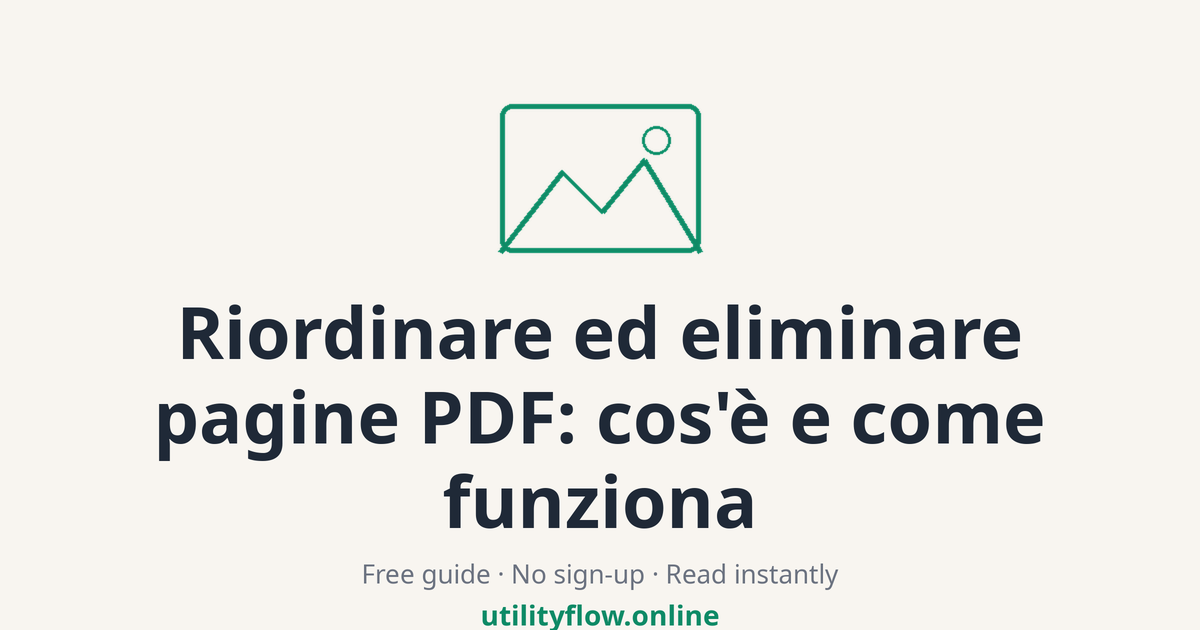 Riordinare ed eliminare
pagine PDF: cos'è e come
funziona
Free guide · No sign-up · Read instantly
utilityflow.online